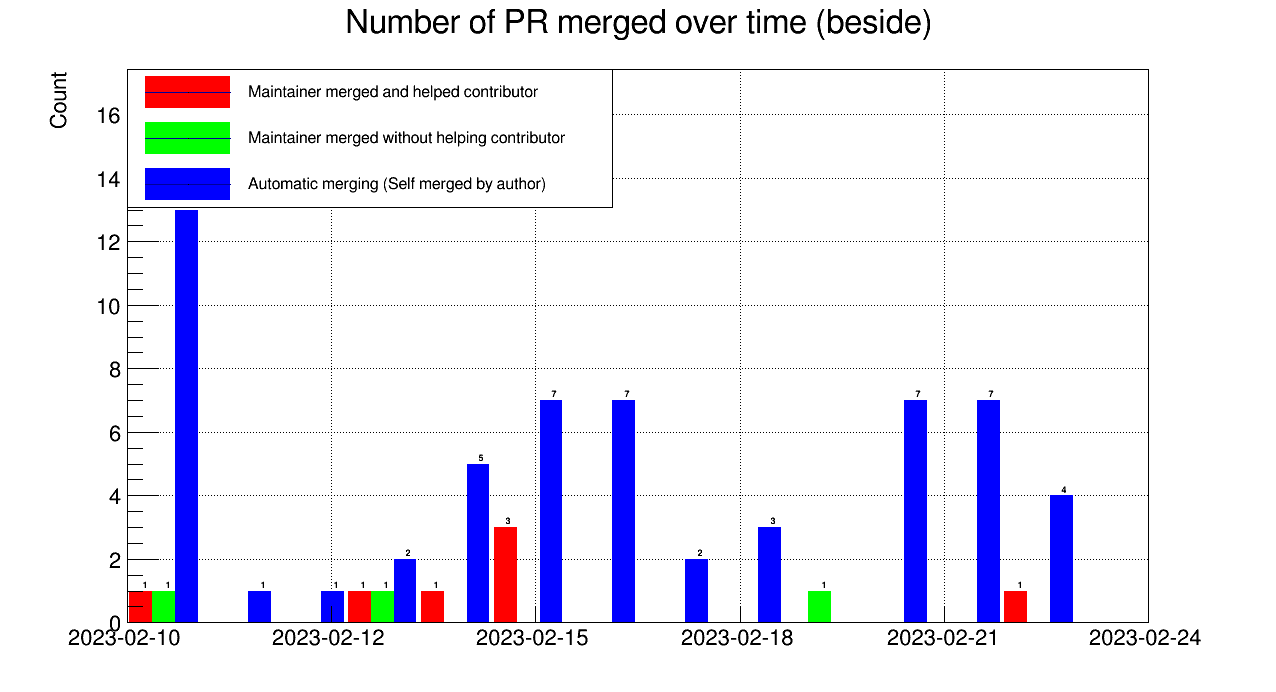 Number of PR merged over time (beside)
Count
Maintainer merged and helped contributor
Maintainer merged without helping contributor
Automatic merging (Self merged by author)
16
14
12
10
8
6
4
2
0
1 1 1 1 1 1 2 1 5 3 7 7 2 3 1 7 7 1 4
2023-02-10 2023-02-12 2023-02-15 2023-02-18 2023-02-21 2023-02-24